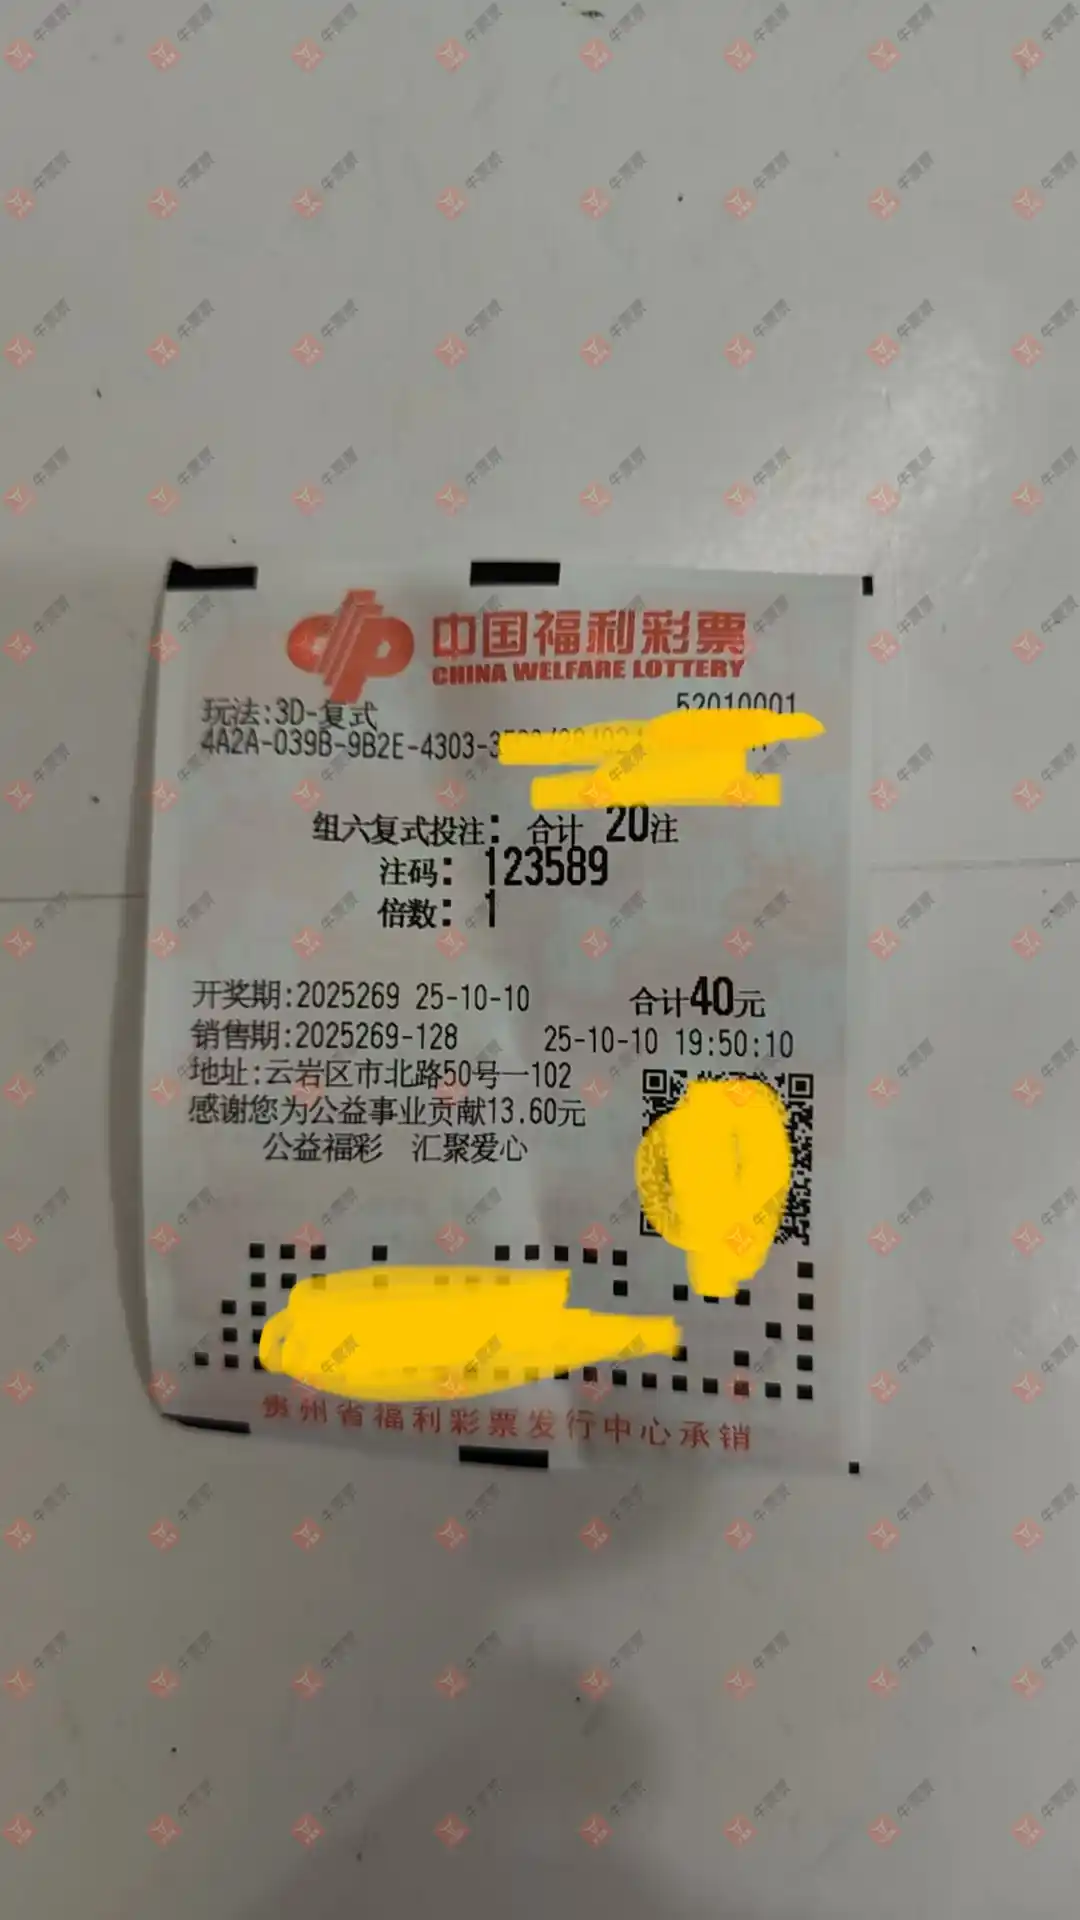 中国福利彩票
CHINA WELFARE LOTTERY
玩法:3D-复式 52010001
4A2A-039B-9B2E-4303-3
组六复式投注: 合计 20注
注码: 123589
倍数: 1
开奖期:2025269 25-10-10 合计40元
销售期:2025269-128 25-10-10 19:50:10
地址:云岩区市北路50号一102
感谢您为公益事业贡献13.60元
公益福彩 汇聚爱心
贵州省福利彩票发行中心承销